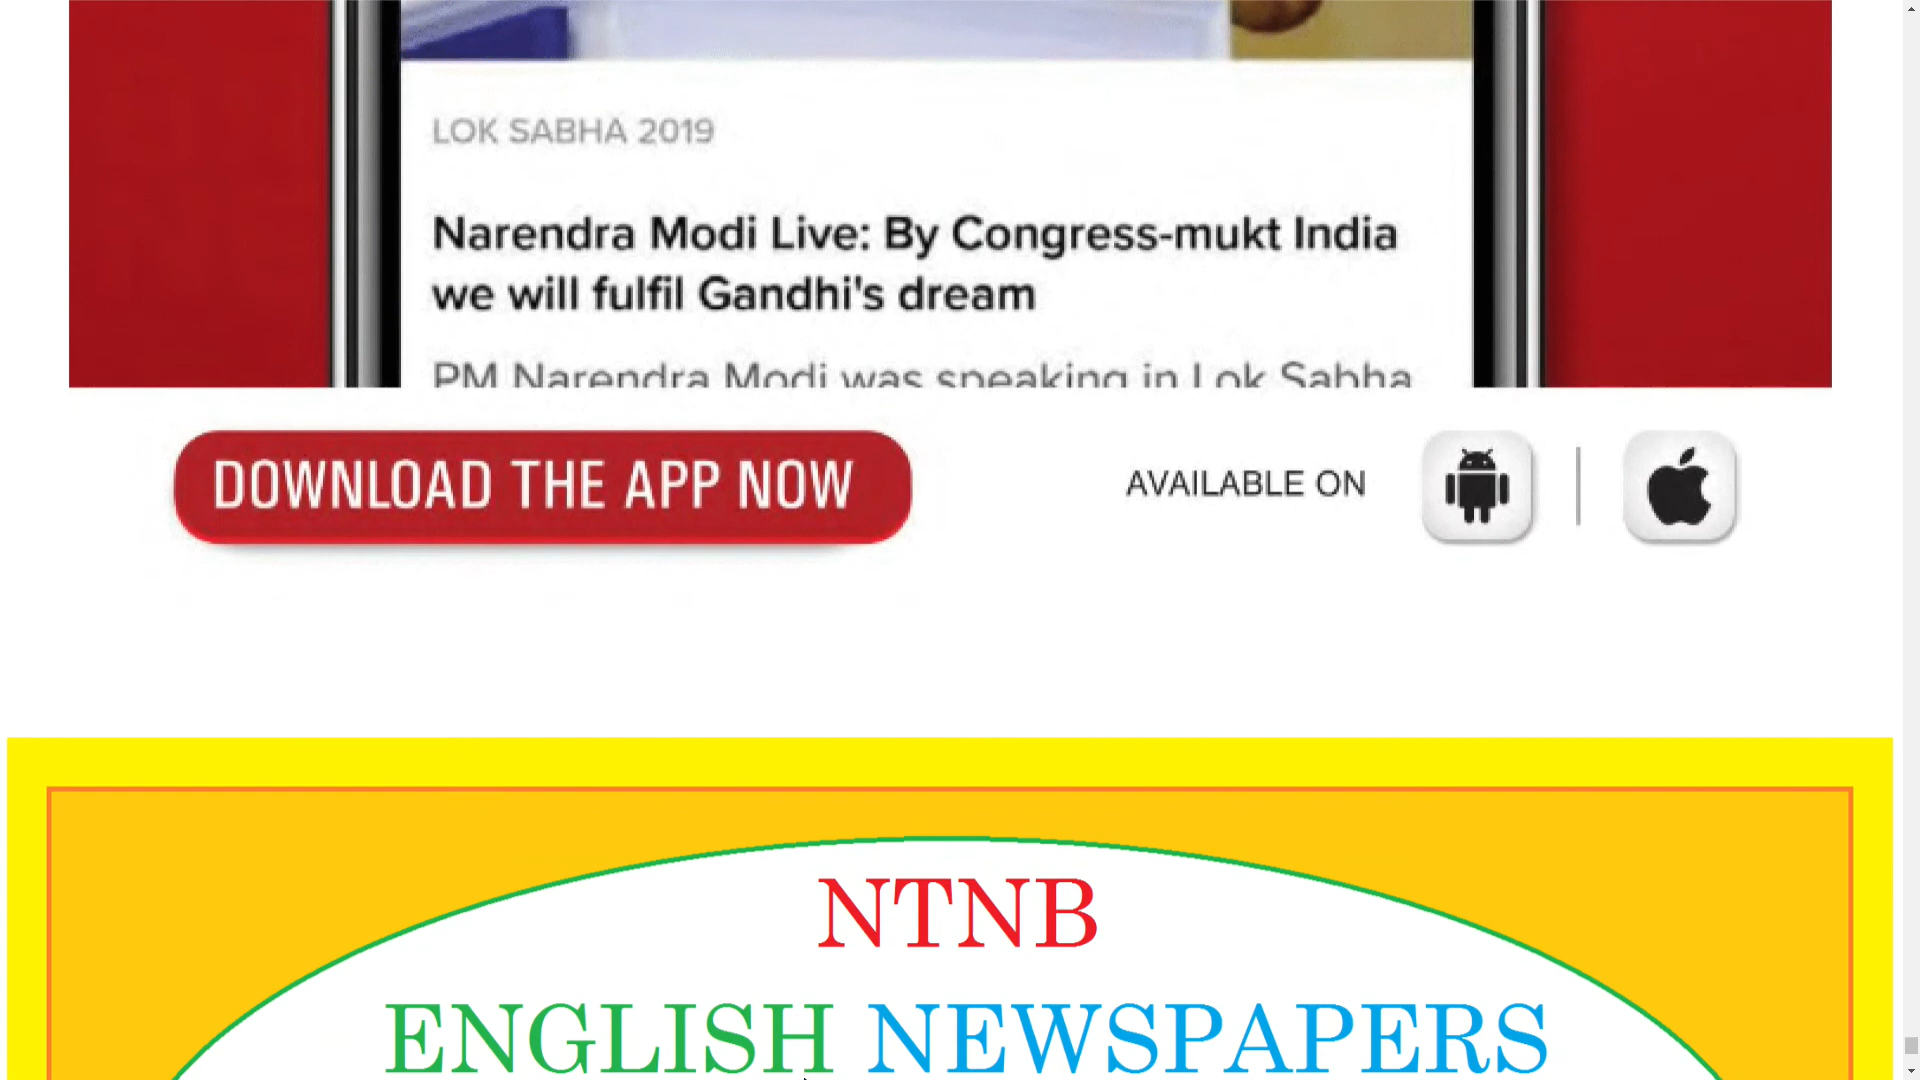 LOK SABHA 2019
Narendra Modi Live: By Congress-mukt India
we will fulfil Gandhi's dream
PM Narendra Modi was speaking in Lok Sabha
DOWNLOAD THE APP NOW
AVAILABLE ON
NTNB
ENGLISH NEWSPAPERS